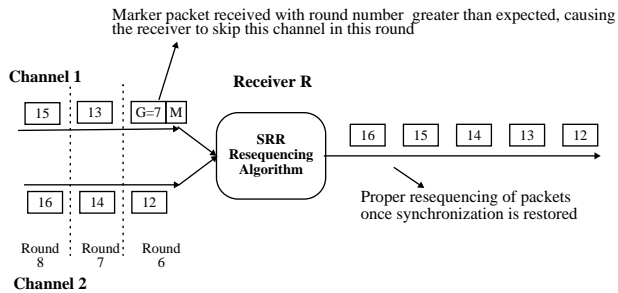 Marker packet received with round number greater than expected, causing
the receiver to skip this channel in this round
Channel 1
Receiver R
15
13
G=7 M
SRR
Resequencing
Algorithm
16
15
14
13
12
16
14
12
Proper resequencing of packets
once synchronization is restored
Round
8
Round
7
Round
6
Channel 2